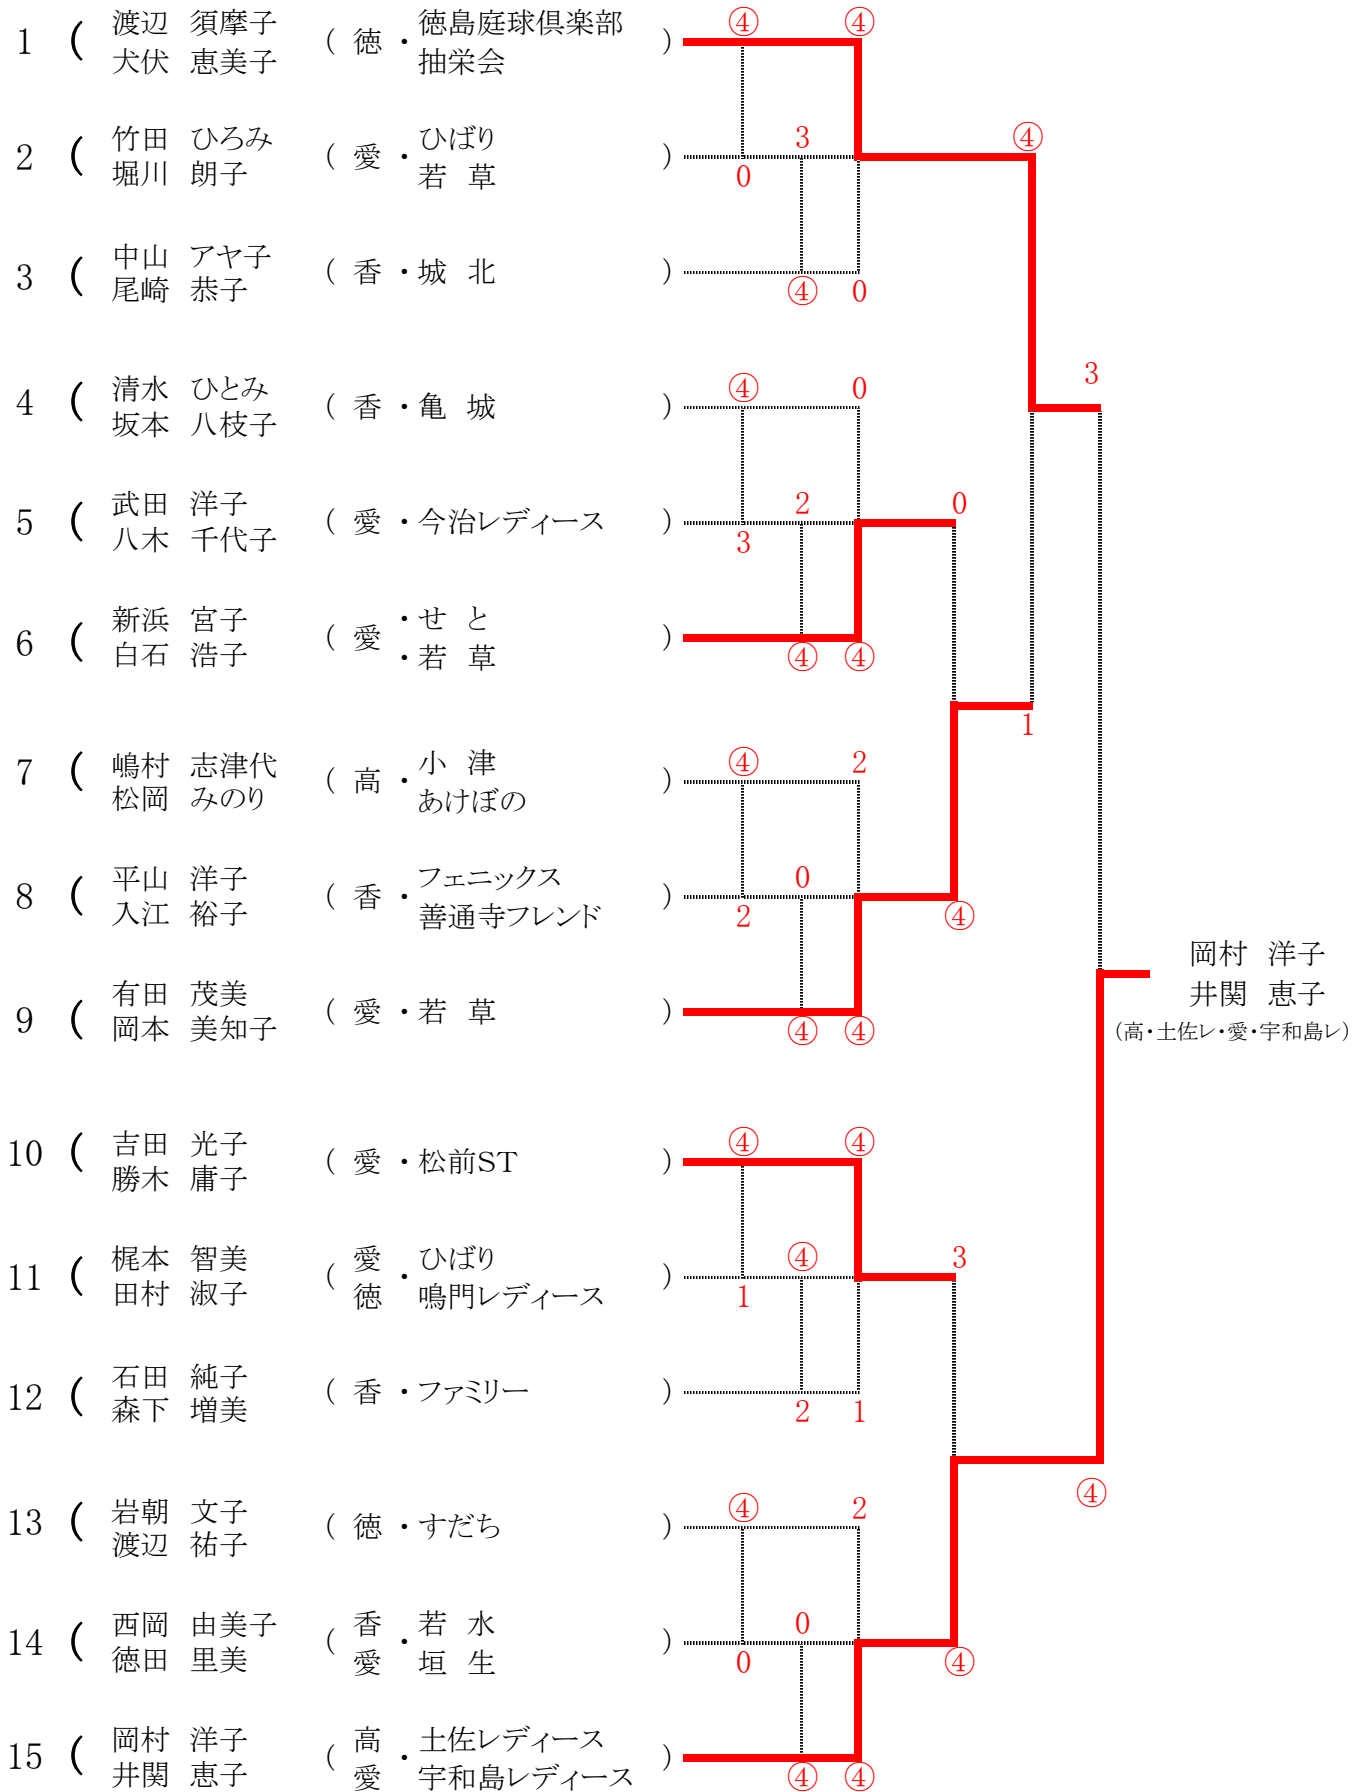 ④ ④
1 ( 渡辺 須摩子 ( 徳 ・ 徳島庭球倶楽部 )
犬伏 恵美子 抽栄会
3 ④
2 ( 竹田 ひろみ ( 愛 ・ ひばり )
堀川 朗子 若 草
0
3 ( 中山 アヤ子 ( 香 ・ 城 北 )
尾崎 恭子
④ 0
3
④ 0
4 ( 清水 ひとみ ( 香 ・ 亀 城 )
坂本 八枝子
2 0
5 ( 武田 洋子 ( 愛 ・ 今治レディース )
八木 千代子
3
6 ( 新浜 宮子 ( 愛 ・ せ と )
白石 浩子 ・ 若 草
④ ④
1
④ 2
7 ( 嶋村 志津代 ( 高 ・ 小 津 )
松岡 みのり あけぼの
0
8 ( 平山 洋子 ( 香 ・ フェニックス )
入江 裕子 善通寺フレンド
2 ④
岡村 洋子
井関 恵子
(高・土佐レ・愛・宇和島レ)
9 ( 有田 茂美 ( 愛 ・ 若 草 )
岡本 美知子
④ ④
④ ④
10 ( 吉田 光子 ( 愛 ・ 松前ST )
勝木 庸子
④ 3
11 ( 梶本 智美 ( 愛 ・ ひばり )
田村 淑子 徳 鳴門レディース
1
12 ( 石田 純子 ( 香 ・ ファミリー )
森下 増美
2 1
④
④ 2
13 ( 岩朝 文子 ( 徳 ・ すだち )
渡辺 祐子
0
14 ( 西岡 由美子 ( 香 ・ 若 水 )
徳田 里美 愛 垣 生
0 ④
15 ( 岡村 洋子 ( 高 ・ 土佐レディース )
井関 恵子 愛 宇和島レディース
④ ④